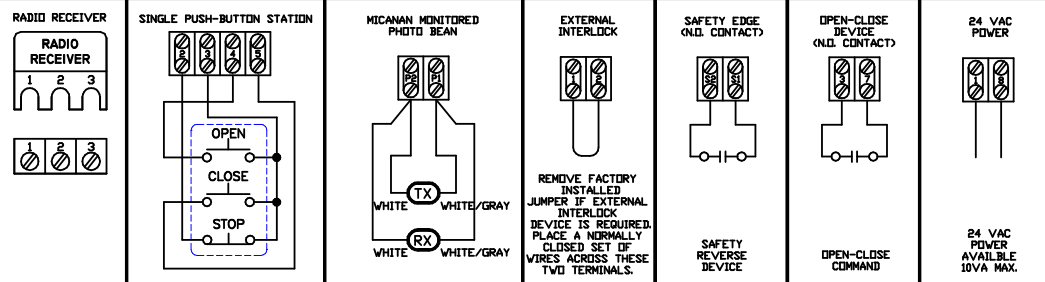 RADIO RECEIVER
RADIO
RECEIVER
1 2 3
1 2 3
SINGLE PUSH-BUTTON STATION
2 3 4 5
OPEN
CLOSE
STOP
MICANAN MONITORED
PHOTO BEAN
P2 P1
TX
WHITE WHITE/GRAY
RX
WHITE WHITE/GRAY
EXTERNAL
INTERLOCK
1 2
REMOVE FACTORY
INSTALLED
JUMPER IF EXTERNAL
INTERLOCK
DEVICE IS REQUIRED.
PLACE A NORMALLY
CLOSED SET OF
WIRES ACROSS THESE
TWO TERMINALS.
SAFETY EDGE
(N.O. CONTACT)
S2 S1
SAFETY
REVERSE
DEVICE
OPEN-CLOSE
DEVICE
(N.O. CONTACT)
3 7
OPEN-CLOSE
COMMAND
24 VAC
POWER
1 8
24 VAC
POWER
AVAILBLE
10VA MAX.